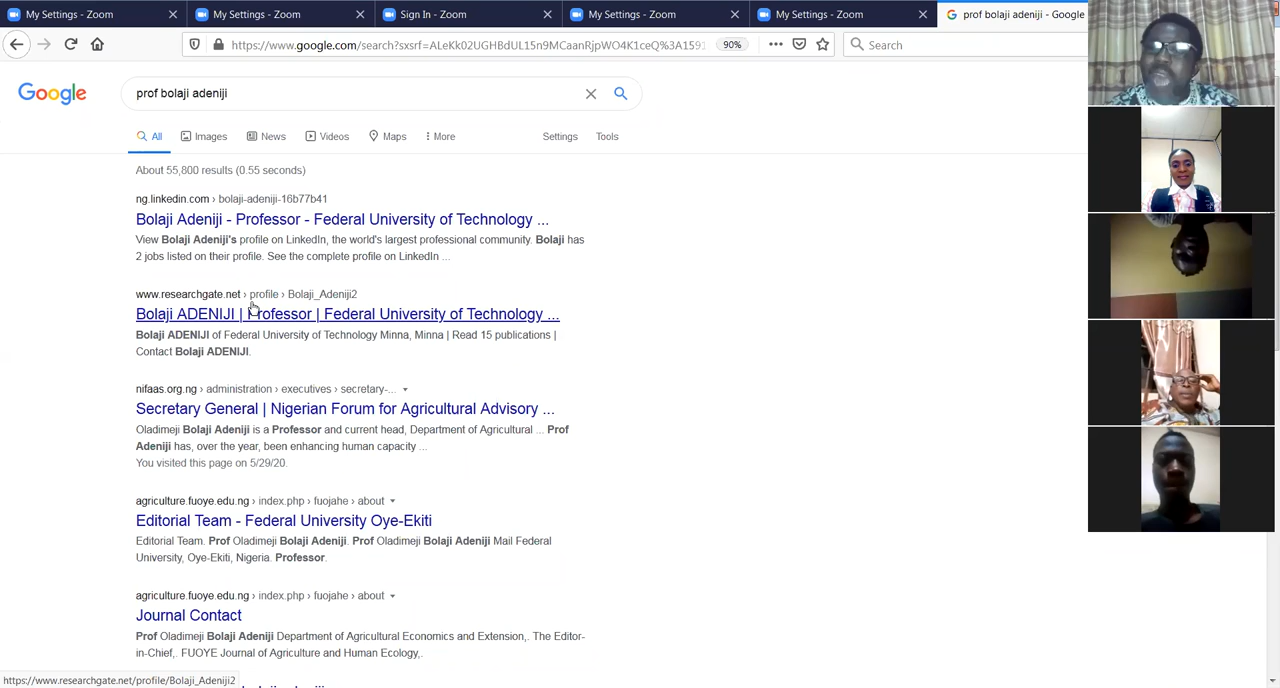 My Settings - Zoom
My Settings - Zoom
Sign In - Zoom
My Settings - Zoom
My Settings - Zoom
prof bolaji adeniji - Google
https://www.google.com/search?sxsrf=ALeKk02UGHBdUL15n9MCaanRjpWO4K1ceQ%3A159
90%
Search
Google
prof bolaji adeniji
All
Images
News
Videos
Maps
More
Settings
Tools
About 55,800 results (0.55 seconds)
ng.linkedin.com › bolaji-adeniji-16b77b41
Bolaji Adeniji - Professor - Federal University of Technology ...
View Bolaji Adeniji's profile on LinkedIn, the world's largest professional community. Bolaji has
2 jobs listed on their profile. See the complete profile on LinkedIn ...
www.researchgate.net › profile › Bolaji_Adeniji2
Bolaji ADENIJI | Professor | Federal University of Technology ...
Bolaji ADENIJI of Federal University of Technology Minna, Minna | Read 15 publications |
Contact Bolaji ADENIJI.
nifaas.org.ng › administration › executives › secretary-...
Secretary General | Nigerian Forum for Agricultural Advisory ...
Oladimeji Bolaji Adeniji is a Professor and current head, Department of Agricultural ... Prof
Adeniji has, over the year, been enhancing human capacity ...
You visited this page on 5/29/20.
agriculture.fuoye.edu.ng › index.php › fuojahe › about
Editorial Team - Federal University Oye-Ekiti
Editorial Team. Prof Oladimeji Bolaji Adeniji. Prof Oladimeji Bolaji Adeniji Mail Federal
University, Oye-Ekiti, Nigeria. Professor.
agriculture.fuoye.edu.ng › index.php › fuojahe › about
Journal Contact
Prof Oladimeji Bolaji Adeniji Department of Agricultural Economics and Extension,. The Editor-
in-Chief,. FUOYE Journal of Agriculture and Human Ecology,.
https://www.researchgate.net/profile/Bolaji_Adeniji2